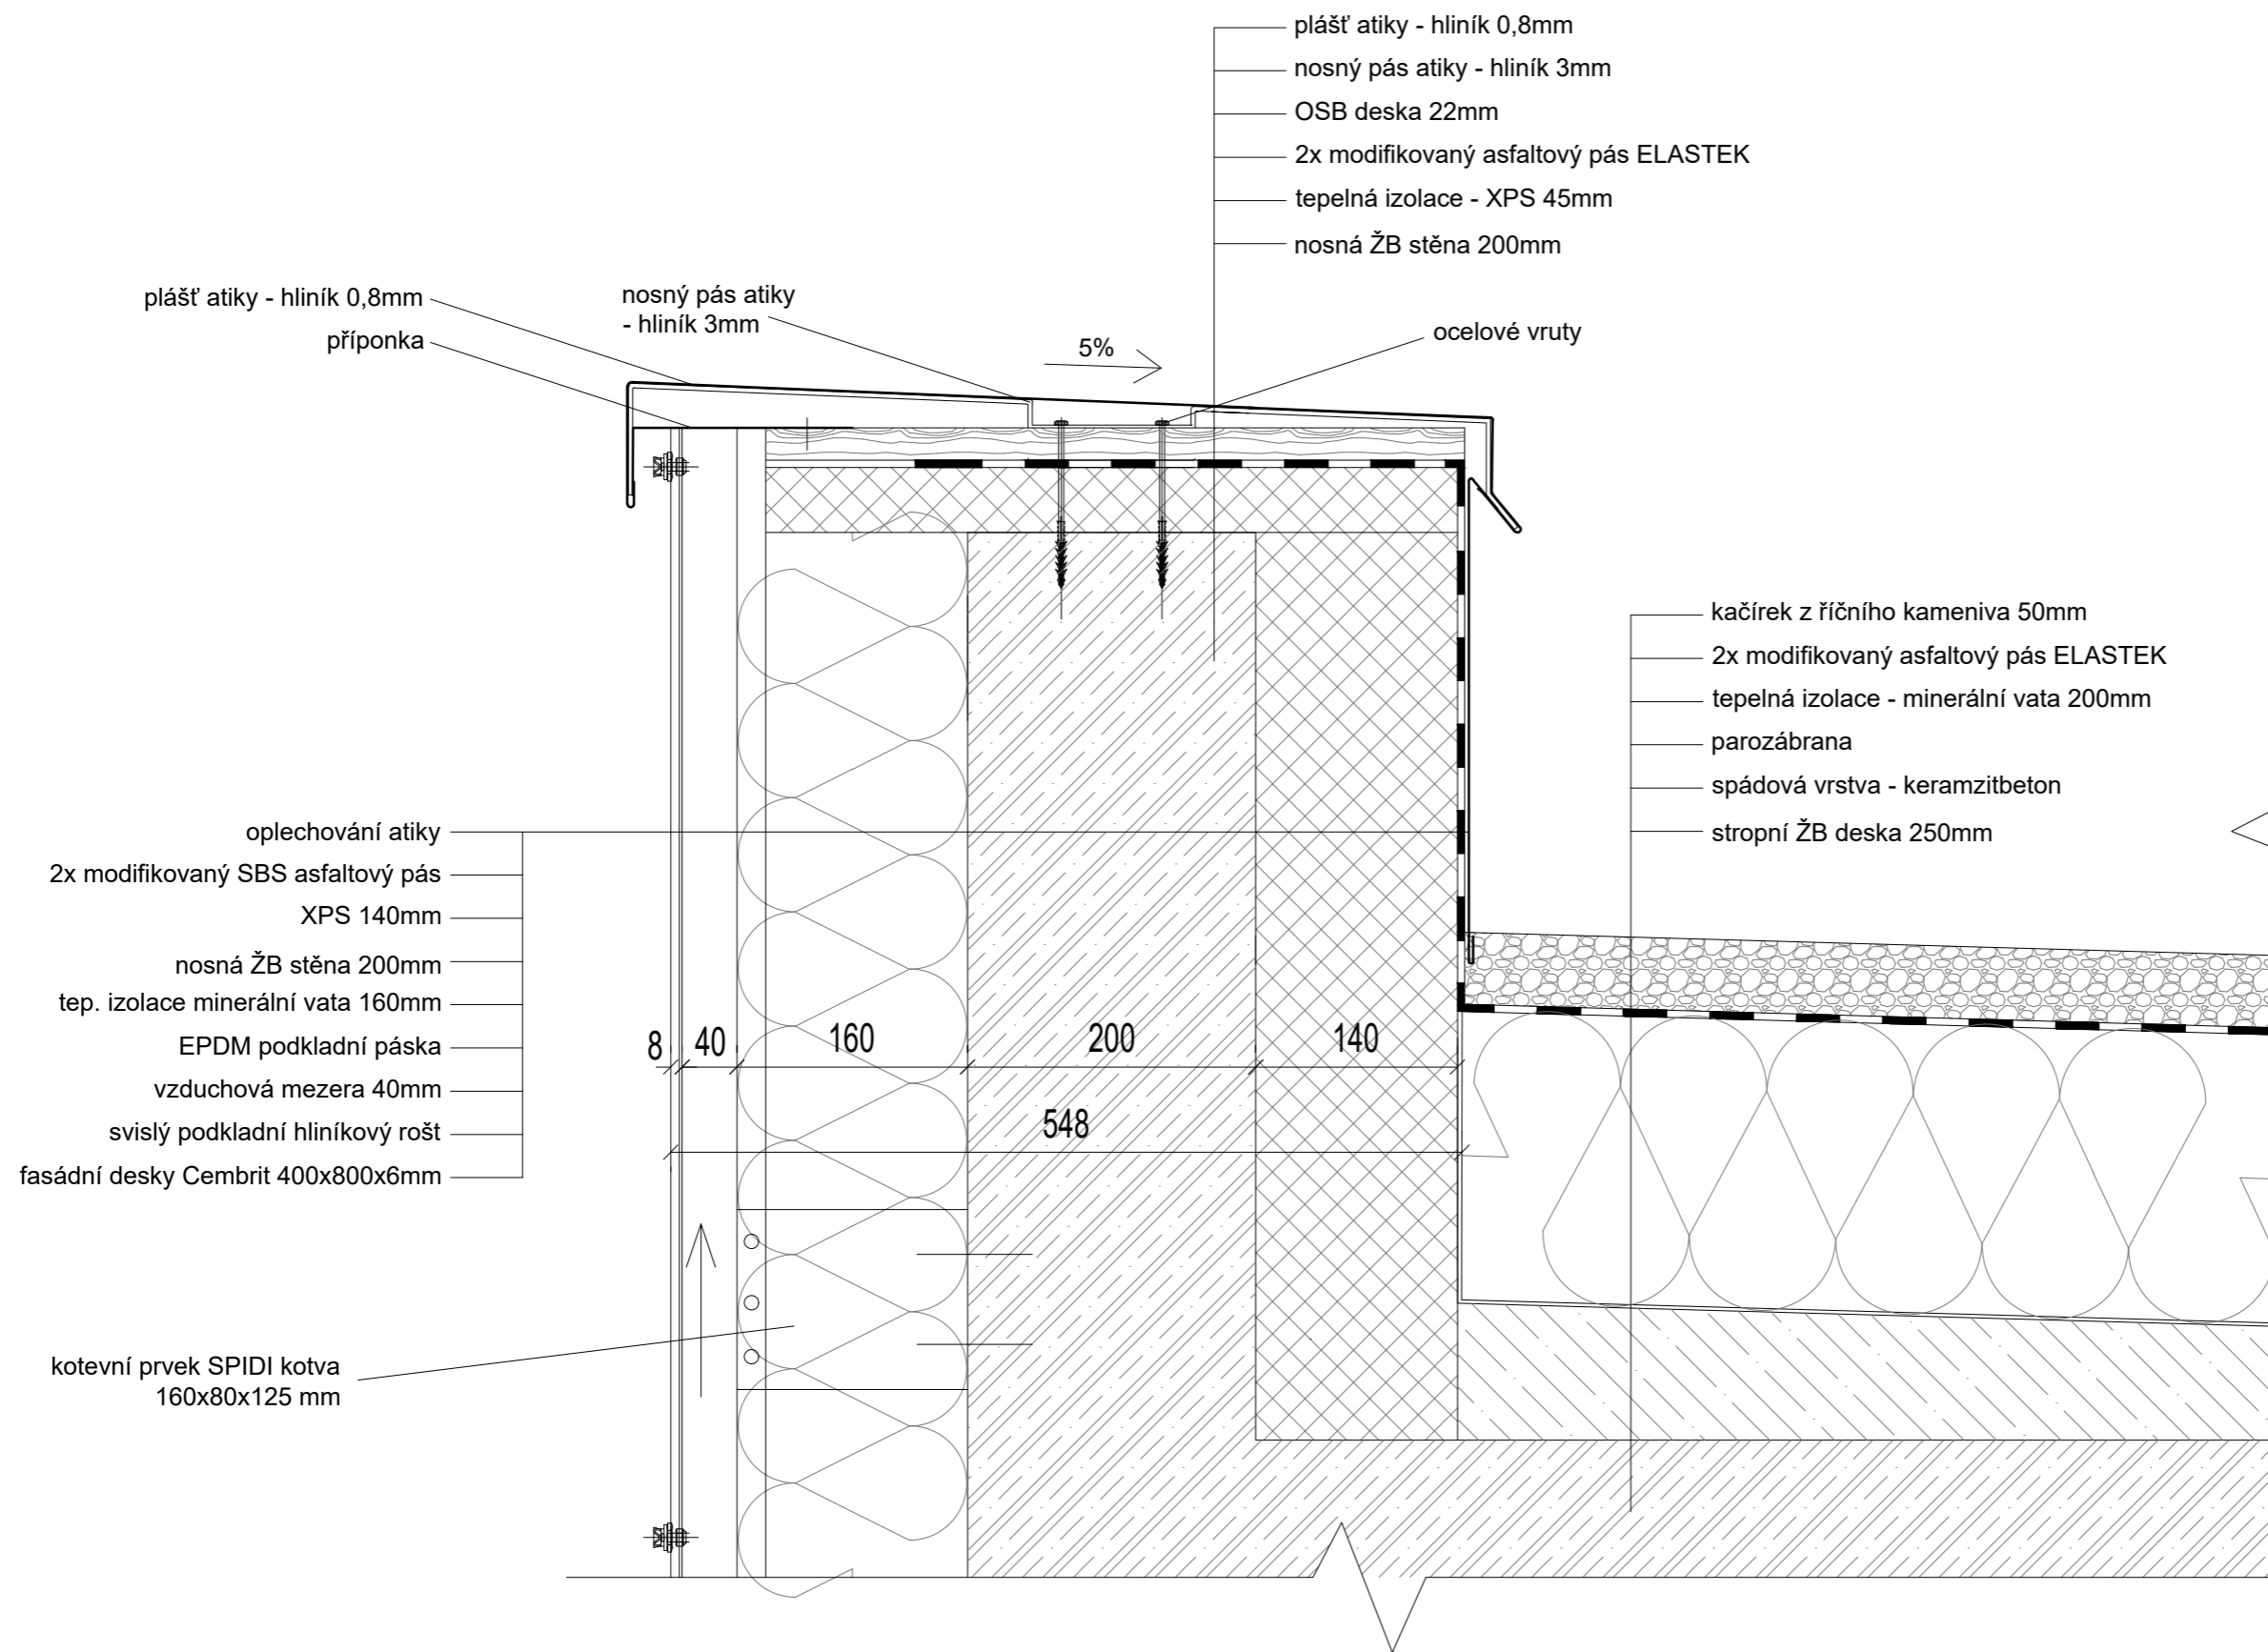 plášť atiky - hliník 0,8mm
nosný pás atiky - hliník 3mm
OSB deska 22mm
2x modifikovaný asfaltový pás ELASTEK
tepelná izolace - XPS 45mm
nosná ŽB stěna 200mm
plášť atiky - hliník 0,8mm
příponka
nosný pás atiky
- hliník 3mm
5%
ocelové vruty
kačírek z říčního kameniva 50mm
2x modifikovaný asfaltový pás ELASTEK
tepelná izolace - minerální vata 200mm
parozábrana
spádová vrstva - keramzitbeton
stropní ŽB deska 250mm
oplechování atiky
2x modifikovaný SBS asfaltový pás
XPS 140mm
nosná ŽB stěna 200mm
tep. izolace minerální vata 160mm
EPDM podkladní páska
vzduchová mezera 40mm
svislý podkladní hliníkový rošt
fasádní desky Cembrit 400x800x6mm
8 40 160 200 140
548
kotevní prvek SPIDI kotva
160x80x125 mm